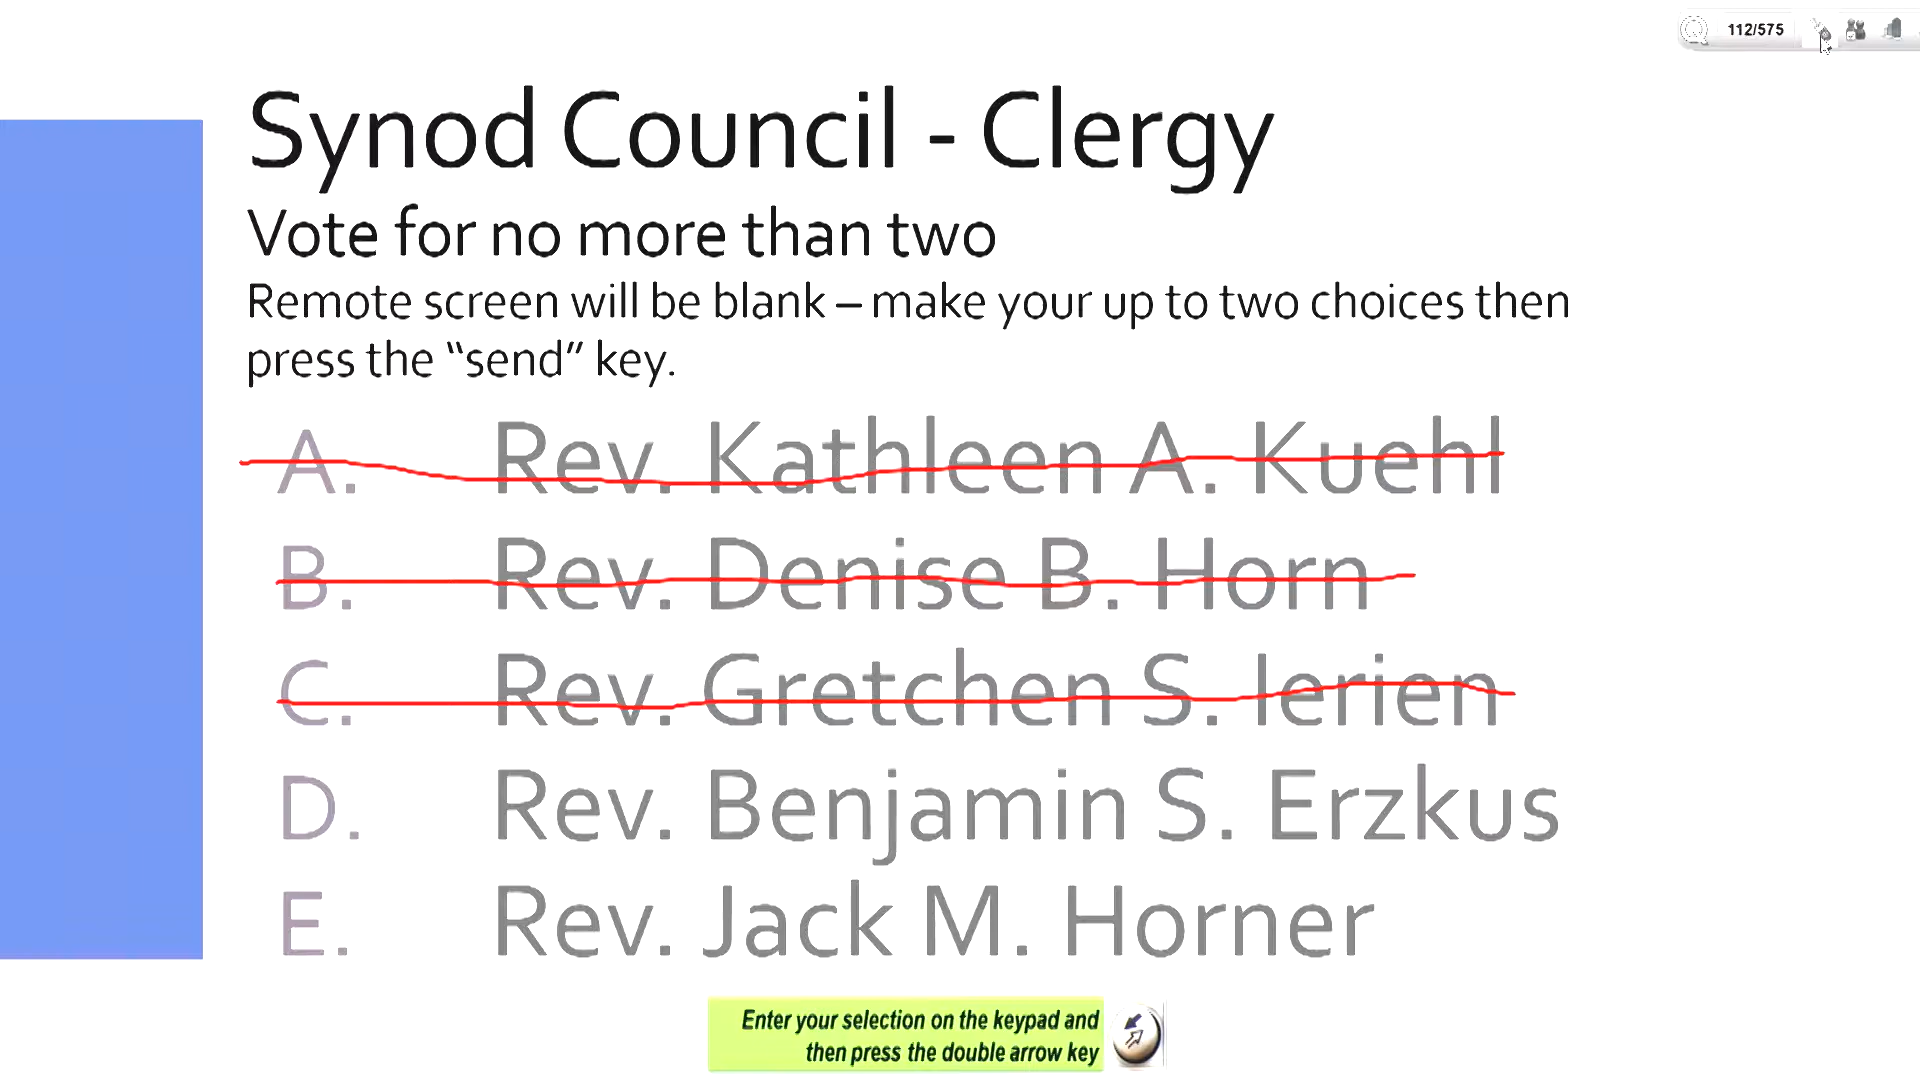 112/575
Synod Council - Clergy
Vote for no more than two
Remote screen will be blank – make your up to two choices then
press the “send” key.
A. Rev. Kathleen A. Kuehl
B. Rev. Denise B. Horn
C. Rev. Gretchen S. Ierien
D. Rev. Benjamin S. Erzkus
E. Rev. Jack M. Horner
Enter your selection on the keypad and
then press the double arrow key